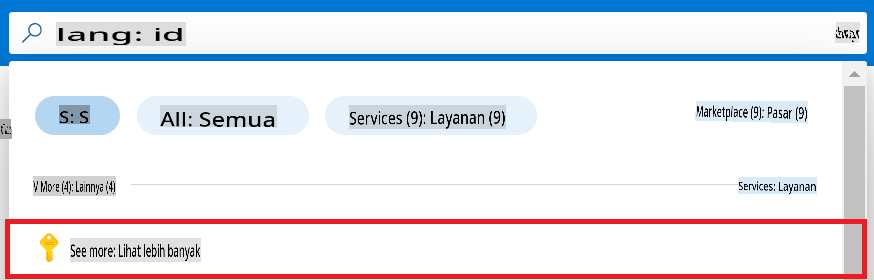 lang: id
S: S
All: Semua
Services (9): Layanan (9)
Marketplace (9): Pasar (9)
V More (4): Lainnya (4)
Services: Layanan
See more: Lihat lebih banyak